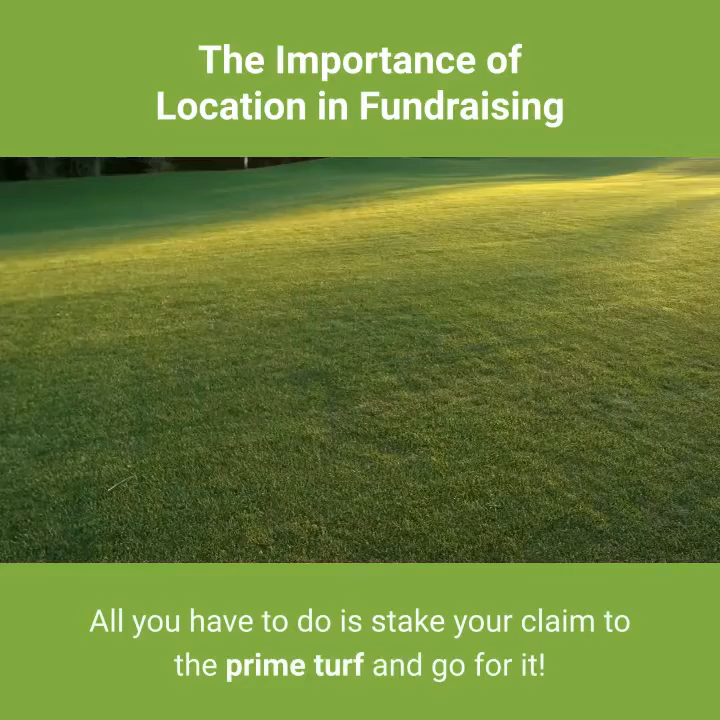 The Importance of
Location in Fundraising
All you have to do is stake your claim to
the prime turf and go for it!